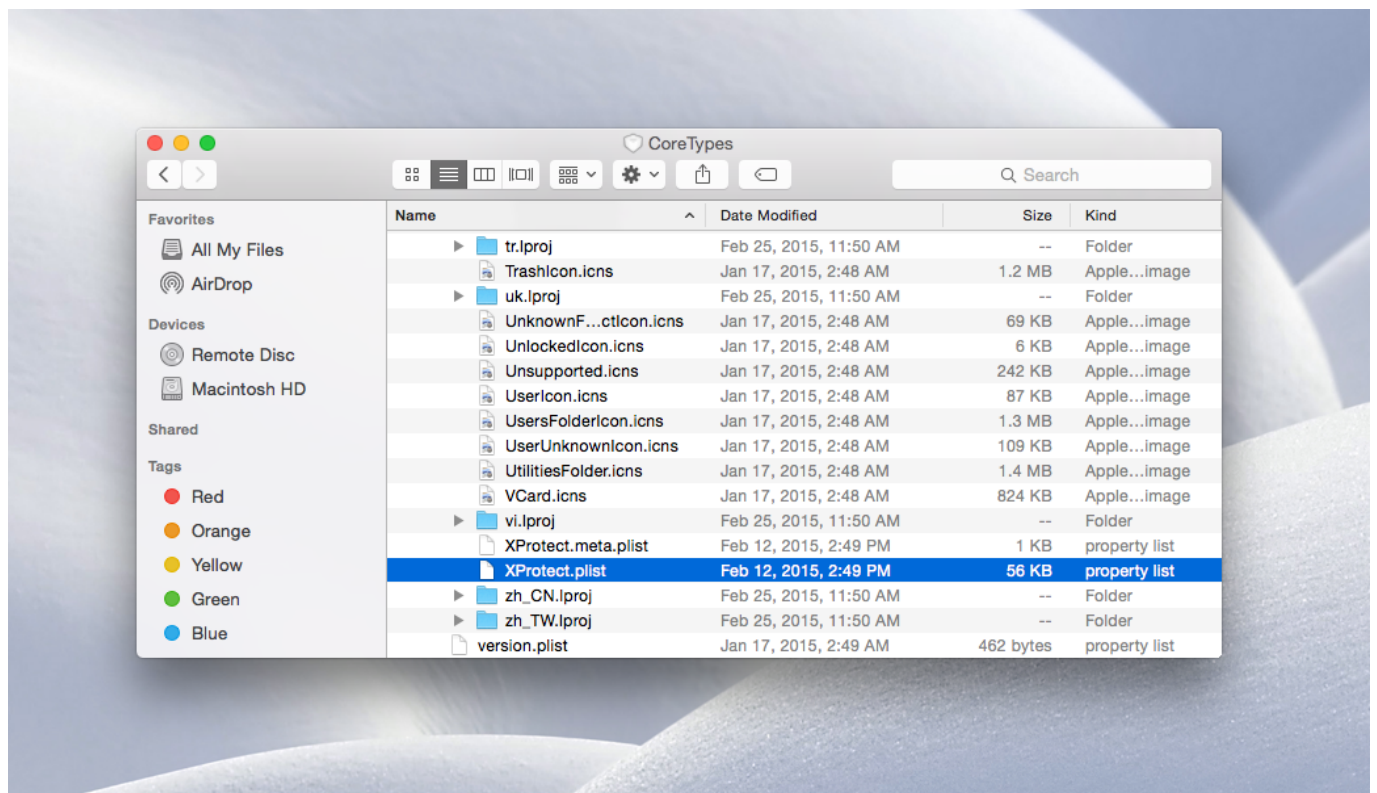 CoreTypes
Search
Favorites
All My Files
AirDrop
Devices
Remote Disc
Macintosh HD
Shared
Tags
Red
Orange
Yellow
Green
Blue
Name Date Modified Size Kind
tr.lproj Feb 25, 2015, 11:50 AM -- Folder
TrashIcon.icns Jan 17, 2015, 2:48 AM 1.2 MB Apple...image
uk.lproj Feb 25, 2015, 11:50 AM -- Folder
UnknownF...ctIcon.icns Jan 17, 2015, 2:48 AM 69 KB Apple...image
UnlockedIcon.icns Jan 17, 2015, 2:48 AM 6 KB Apple...image
Unsupported.icns Jan 17, 2015, 2:48 AM 242 KB Apple...image
UserIcon.icns Jan 17, 2015, 2:48 AM 87 KB Apple...image
UsersFolderIcon.icns Jan 17, 2015, 2:48 AM 1.3 MB Apple...image
UserUnknownIcon.icns Jan 17, 2015, 2:48 AM 109 KB Apple...image
UtilitiesFolder.icns Jan 17, 2015, 2:48 AM 1.4 MB Apple...image
VCard.icns Jan 17, 2015, 2:48 AM 824 KB Apple...image
vi.lproj Feb 25, 2015, 11:50 AM -- Folder
XProtect.meta.plist Feb 12, 2015, 2:49 PM 1 KB property list
XProtect.plist Feb 12, 2015, 2:49 PM 56 KB property list
zh_CN.lproj Feb 25, 2015, 11:50 AM -- Folder
zh_TW.lproj Feb 25, 2015, 11:50 AM -- Folder
version.plist Jan 17, 2015, 2:49 AM 462 bytes property list